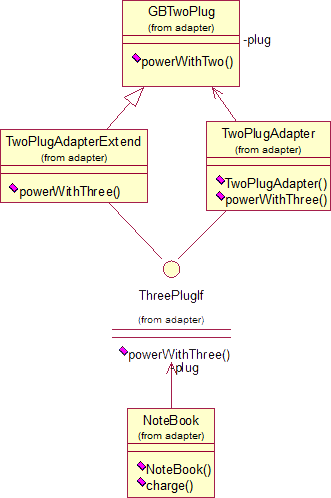 GBTwoPlug
(from adapter)
-plug
powerWithTwo()
TwoPlugAdapterExtend
(from adapter)
powerWithThree()
TwoPlugAdapter
(from adapter)
TwoPlugAdapter()
powerWithThree()
ThreePlugIf
(from adapter)
powerWithThree()
-plug
NoteBook
(from adapter)
NoteBook()
charge()